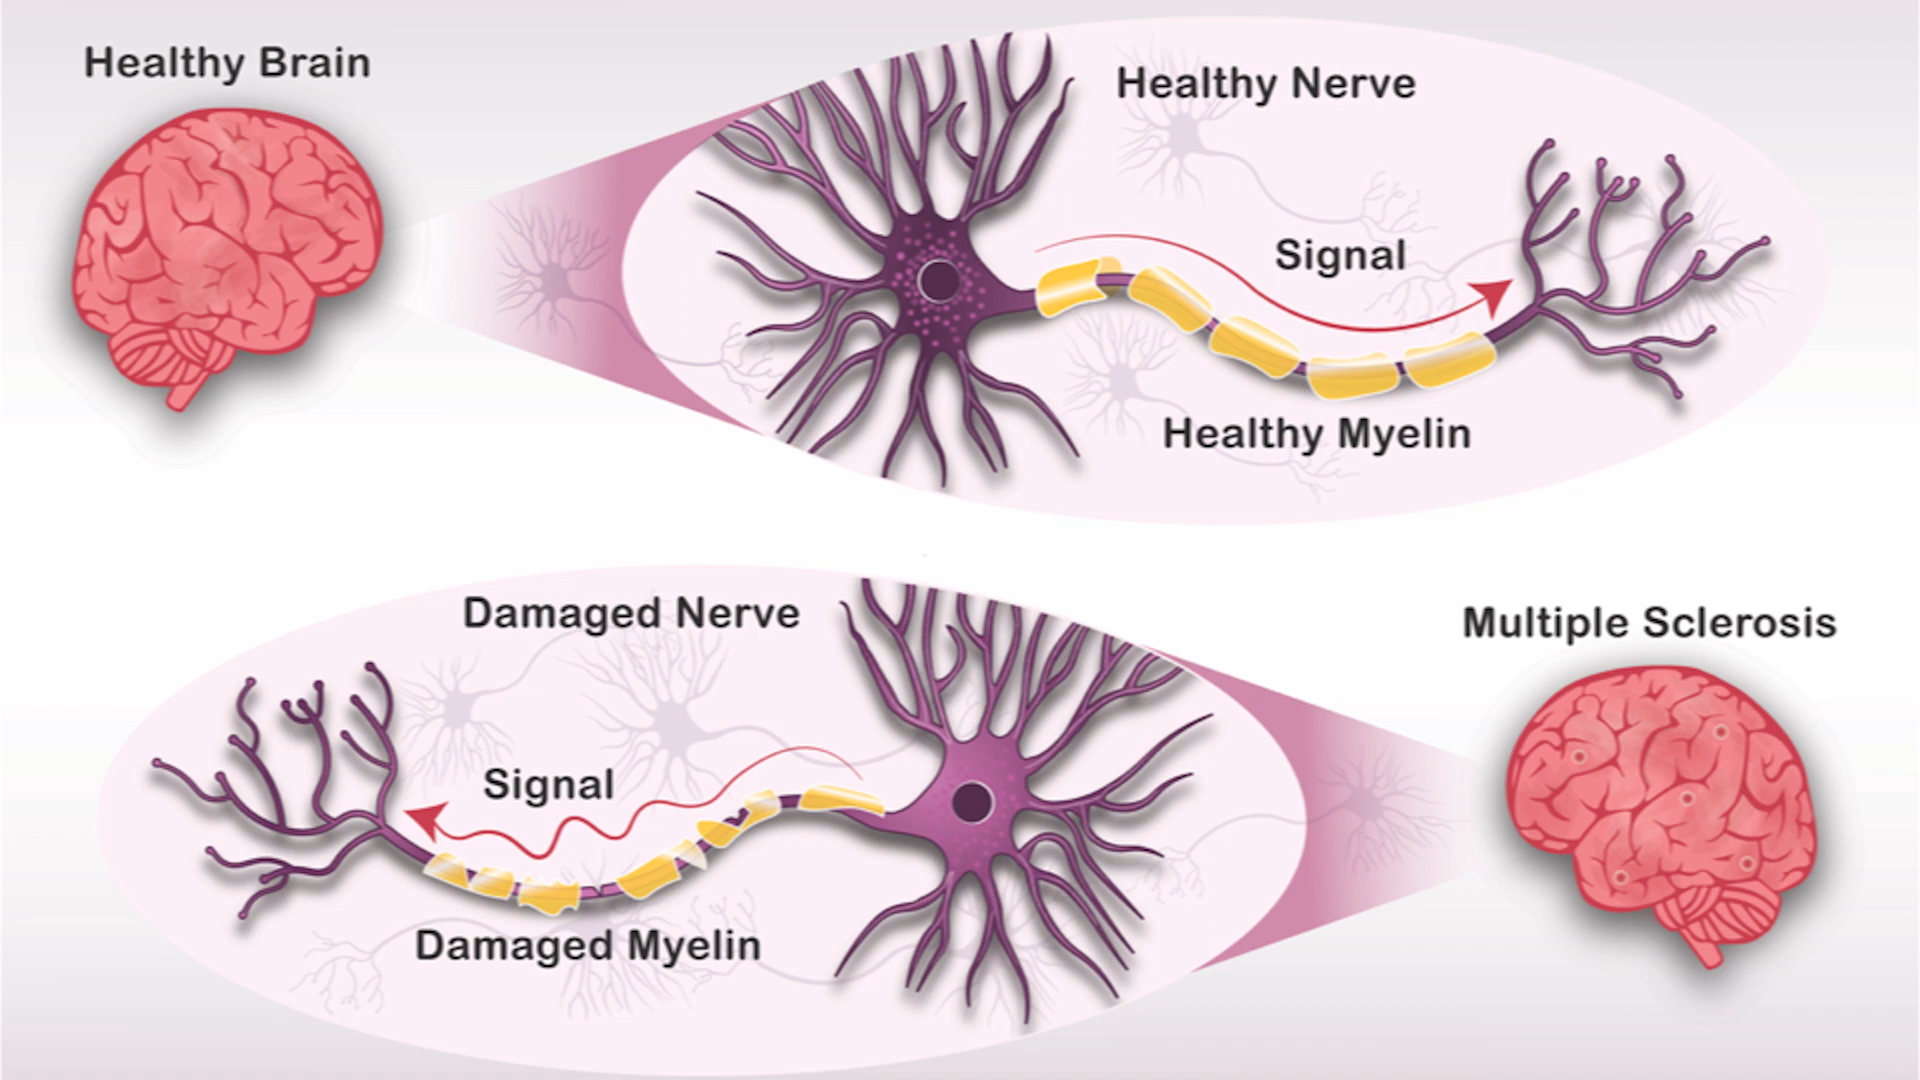 Healthy Brain
Healthy Nerve
Signal
Healthy Myelin
Damaged Nerve
Multiple Sclerosis
Signal
Damaged Myelin